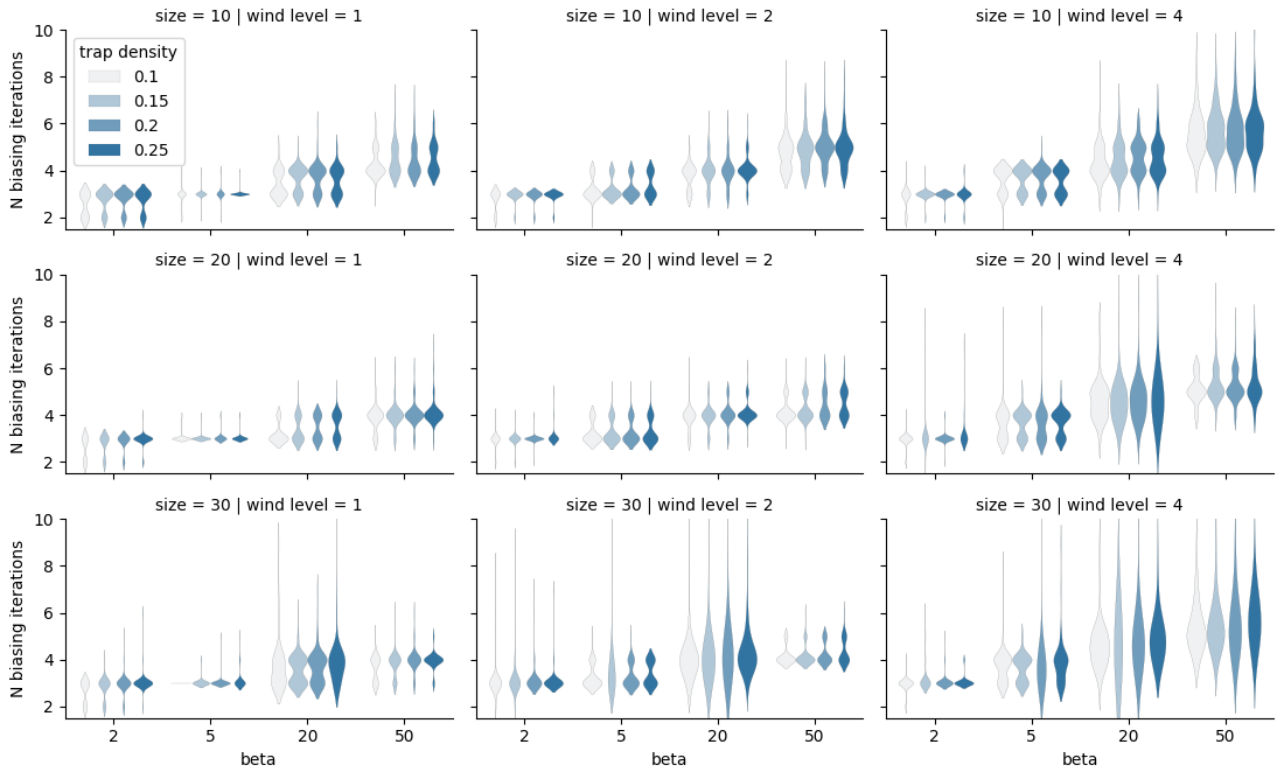 size = 10 | wind level = 1
size = 10 | wind level = 2
size = 10 | wind level = 4
N biasing iterations
10
8
6
4
2
trap density
0.1
0.15
0.2
0.25
size = 20 | wind level = 1
size = 20 | wind level = 2
size = 20 | wind level = 4
N biasing iterations
10
8
6
4
2
size = 30 | wind level = 1
size = 30 | wind level = 2
size = 30 | wind level = 4
N biasing iterations
10
8
6
4
2
2 5 20 50
2 5 20 50
2 5 20 50
beta
beta
beta